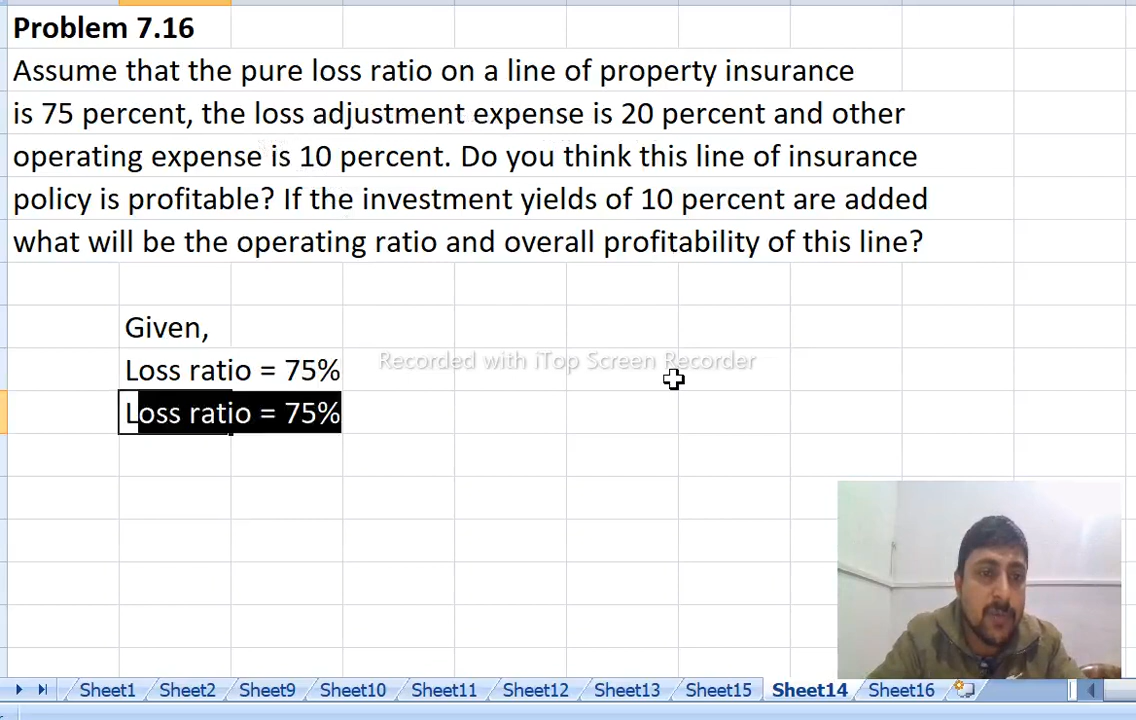 Problem 7.16
Assume that the pure loss ratio on a line of property insurance
is 75 percent, the loss adjustment expense is 20 percent and other
operating expense is 10 percent. Do you think this line of insurance
policy is profitable? If the investment yields of 10 percent are added
what will be the operating ratio and overall profitability of this line?
Given,
Loss ratio = 75%
Recorded with iTop Screen Recorder
Loss ratio = 75%
Sheet1 Sheet2 Sheet9 Sheet10 Sheet11 Sheet12 Sheet13 Sheet15 Sheet14 Sheet16